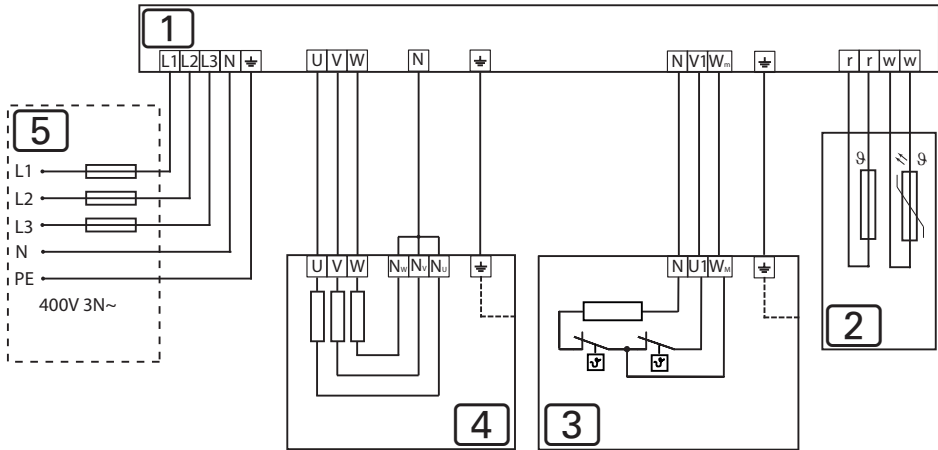 1
L1 L2 L3 N U V W N N V1 Wm r r w w
5
L1
L2
L3
N
PE
400V 3N~
ϑ ϑ
U V W NW NV NU N U1 WM
ϑ ϑ
2
4 3